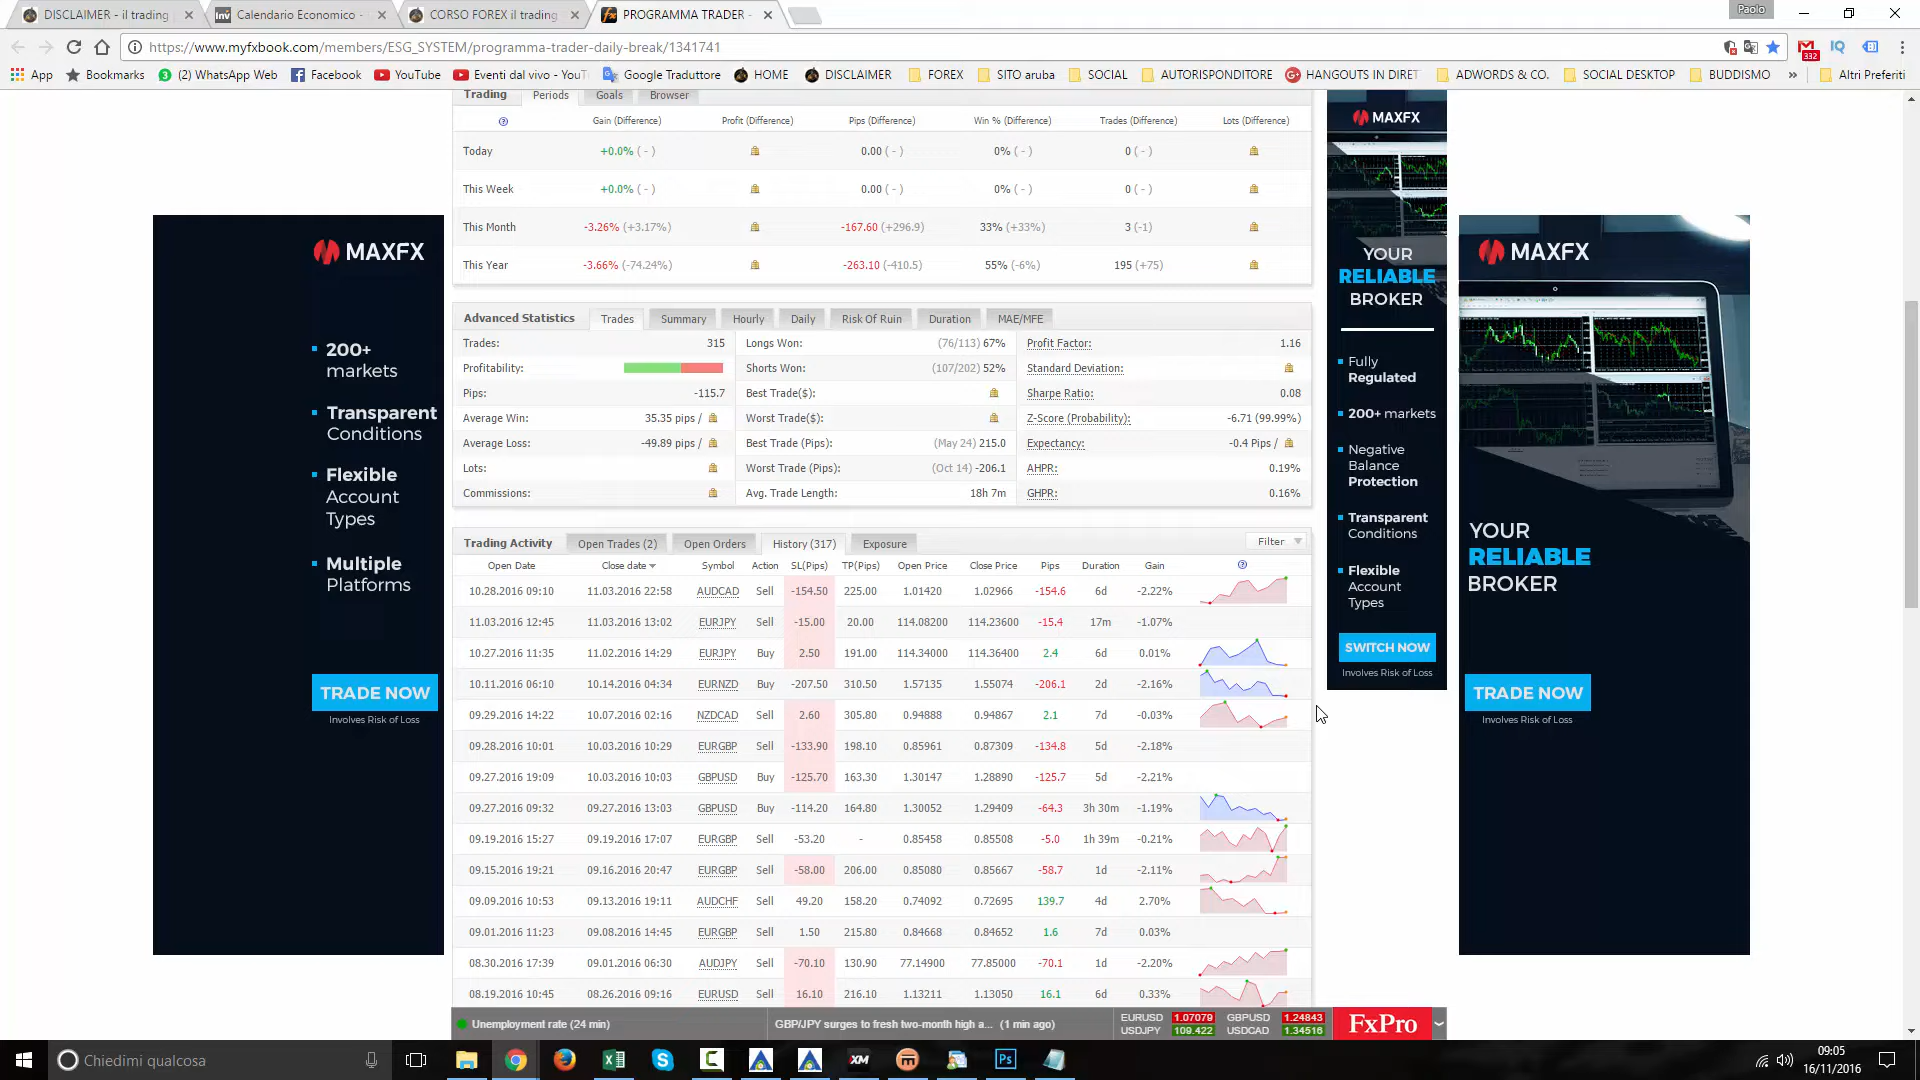 DISCLAIMER - il trading
Calendario Economico -
CORSO FOREX il trading
PROGRAMMA TRADER -
Paolo
https://www.myfxbook.com/members/ESG_SYSTEM/programma-trader-daily-break/1341741
332
App
Bookmarks
(2) WhatsApp Web
Facebook
YouTube
Eventi dal vivo - YouT
Google Traduttore
HOME
DISCLAIMER
FOREX
SITO aruba
SOCIAL
AUTORISPONDITORE
HANGOUTS IN DIRET
ADWORDS & CO.
SOCIAL DESKTOP
BUDDISMO
»
Altri Preferiti
Trading Periods Goals Browser
Gain (Difference) Profit (Difference) Pips (Difference) Win % (Difference) Trades (Difference) Lots (Difference)
Today +0.0% ( - ) 0.00 ( - ) 0% ( - ) 0 ( - )
This Week +0.0% ( - ) 0.00 ( - ) 0% ( - ) 0 ( - )
This Month -3.26% (+3.17%) -167.60 (+296.9) 33% (+33%) 3 (-1)
This Year -3.66% (-74.24%) -263.10 (-410.5) 55% (-6%) 195 (+75)
Advanced Statistics Trades Summary Hourly Daily Risk Of Ruin Duration MAE/MFE
Trades: 315 Longs Won: (76/113) 67% Profit Factor: 1.16
Profitability: Shorts Won: (107/202) 52% Standard Deviation:
Pips: -115.7 Best Trade($): Sharpe Ratio: 0.08
Average Win: 35.35 pips / Worst Trade($): Z-Score (Probability): -6.71 (99.99%)
Average Loss: -49.89 pips / Best Trade (Pips): (May 24) 215.0 Expectancy: -0.4 Pips /
Lots: Worst Trade (Pips): (Oct 14) -206.1 AHPR: 0.19%
Commissions: Avg. Trade Length: 18h 7m GHPR: 0.16%
Trading Activity Open Trades (2) Open Orders History (317) Exposure Filter
Open Date Close date Symbol Action SL(Pips) TP(Pips) Open Price Close Price Pips Duration Gain
10.28.2016 09:10 11.03.2016 22:58 AUDCAD Sell -154.50 225.00 1.01420 1.02966 -154.6 6d -2.22%
11.03.2016 12:45 11.03.2016 13:02 EURJPY Sell -15.00 20.00 114.08200 114.23600 -15.4 17m -1.07%
10.27.2016 11:35 11.02.2016 14:29 EURJPY Buy 2.50 191.00 114.34000 114.36400 2.4 6d 0.01%
10.11.2016 06:10 10.14.2016 04:34 EURNZD Buy -207.50 310.50 1.57135 1.55074 -206.1 2d -2.16%
09.29.2016 14:22 10.07.2016 02:16 NZDCAD Sell 2.60 305.80 0.94888 0.94867 2.1 7d -0.03%
09.28.2016 10:01 10.03.2016 10:29 EURGBP Sell -133.90 198.10 0.85961 0.87309 -134.8 5d -2.18%
09.27.2016 19:09 10.03.2016 10:03 GBPUSD Buy -125.70 163.30 1.30147 1.28890 -125.7 5d -2.21%
09.27.2016 09:32 09.27.2016 13:03 GBPUSD Buy -114.20 164.80 1.30052 1.29409 -64.3 3h 30m -1.19%
09.19.2016 15:27 09.19.2016 17:07 EURGBP Sell -53.20 - 0.85458 0.85508 -5.0 1h 39m -0.21%
09.15.2016 19:21 09.16.2016 20:47 EURGBP Sell -58.00 206.00 0.85080 0.85667 -58.7 1d -2.11%
09.09.2016 10:53 09.13.2016 19:11 AUDCHF Sell 49.20 158.20 0.74092 0.72695 139.7 4d 2.70%
09.01.2016 11:23 09.08.2016 14:45 EURGBP Sell 1.50 215.80 0.84668 0.84652 1.6 7d 0.03%
08.30.2016 17:39 09.01.2016 06:30 AUDJPY Sell -70.10 130.90 77.14900 77.85000 -70.1 1d -2.20%
08.19.2016 10:45 08.26.2016 09:16 EURUSD Sell 16.10 216.10 1.13211 1.13050 16.1 6d 0.33%
MAXFX
200+
markets
Transparent
Conditions
Flexible
Account
Types
Multiple
Platforms
TRADE NOW
Involves Risk of Loss
MAXFX
YOUR
RELIABLE
BROKER
Fully
Regulated
200+ markets
Negative
Balance
Protection
Transparent
Conditions
Flexible
Account
Types
SWITCH NOW
Involves Risk of Loss
MAXFX
YOUR
RELIABLE
BROKER
TRADE NOW
Involves Risk of Loss
Unemployment rate (24 min)
GBP/JPY surges to fresh two-month high a... (1 min ago)
EURUSD 1.07079 GBPUSD 1.24843
USDJPY 109.422 USDCAD 1.34516
FxPro
Chiedimi qualcosa
XM
Ps
09:05
16/11/2016